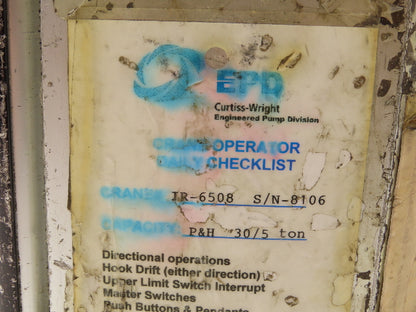 EPD
Curtiss-Wright
Engineered Pump Division
CRANE OPERATOR
DAILY CHECKLIST
CRANE# IR-6508 S/N-8106
CAPACITY: P&H 30/5 ton
Directional operations
Hook Drift (either direction)
Upper Limit Switch Interrupt
Master Switches
Push Buttons & Pendants